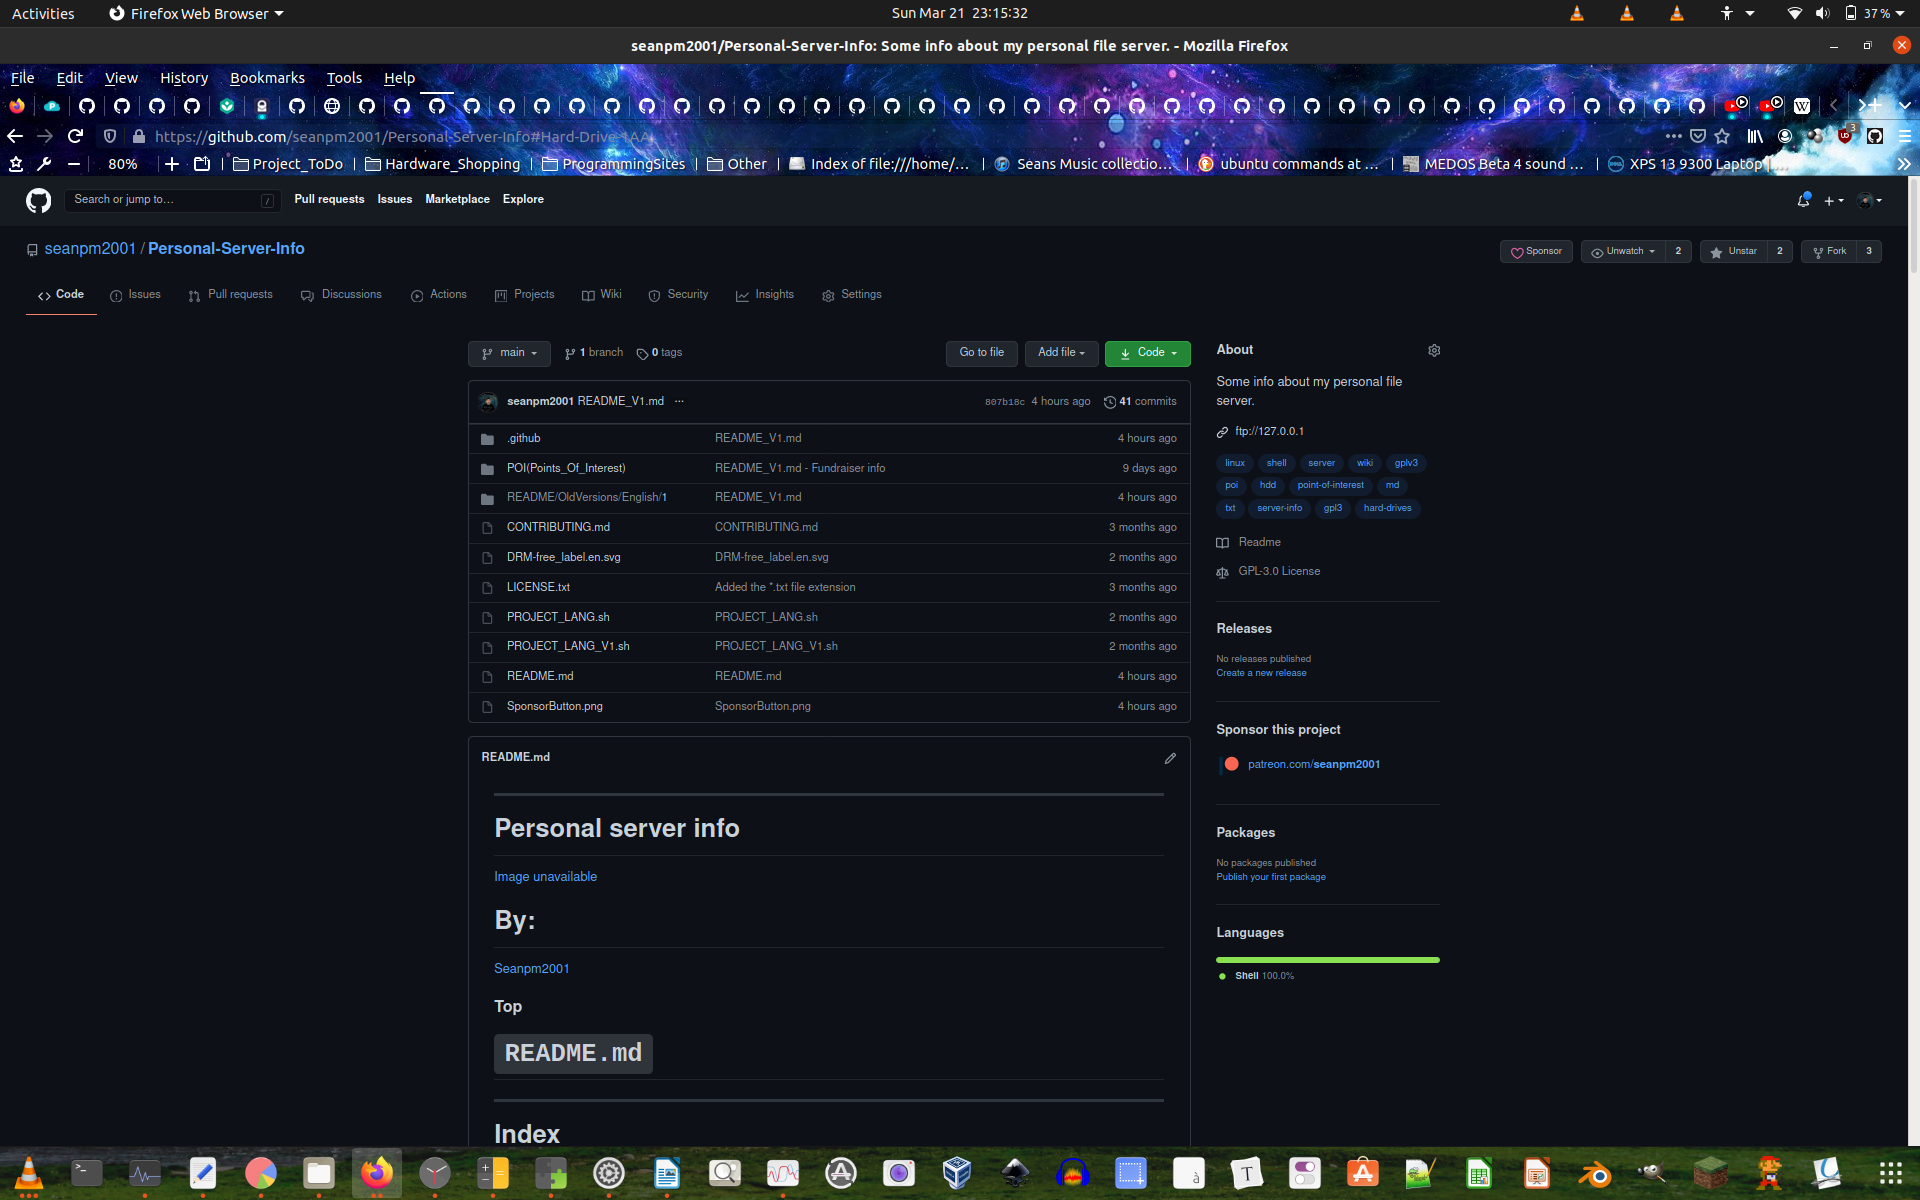 Activities Firefox Web Browser Sun Mar 21 23:15:32 37 %
seanpm2001/Personal-Server-Info: Some info about my personal file server. - Mozilla Firefox
File Edit View History Bookmarks Tools Help
https://github.com/seanpm2001/Personal-Server-Info#Hard-Drive-1AA 3
80% Project_ToDo Hardware_Shopping ProgrammingSites Other Index of file:///home/... Seans Music collectio... ubuntu commands at ... MEDOS Beta 4 sound ... XPS 13 9300 Laptop
Search or jump to… / Pull requests Issues Marketplace Explore
seanpm2001 / Personal-Server-Info Sponsor Unwatch 2 Unstar 2 Fork 3
Code Issues Pull requests Discussions Actions Projects Wiki Security Insights Settings
main 1 branch 0 tags Go to file Add file Code
seanpm2001 README_V1.md ... 807b18c 4 hours ago 41 commits
.github README_V1.md 4 hours ago
POI(Points_Of_Interest) README_V1.md - Fundraiser info 9 days ago
README/OldVersions/English/1 README_V1.md 4 hours ago
CONTRIBUTING.md CONTRIBUTING.md 3 months ago
DRM-free_label.en.svg DRM-free_label.en.svg 2 months ago
LICENSE.txt Added the *.txt file extension 3 months ago
PROJECT_LANG.sh PROJECT_LANG.sh 2 months ago
PROJECT_LANG_V1.sh PROJECT_LANG_V1.sh 2 months ago
README.md README.md 4 hours ago
SponsorButton.png SponsorButton.png 4 hours ago
README.md
Personal server info
Image unavailable
By:
Seanpm2001
Top
README.md
Index
About
Some info about my personal file
server.
ftp://127.0.0.1
linux shell server wiki gplv3
poi hdd point-of-interest md
txt server-info gpl3 hard-drives
Readme
GPL-3.0 License
Releases
No releases published
Create a new release
Sponsor this project
patreon.com/seanpm2001
Packages
No packages published
Publish your first package
Languages
Shell 100.0%